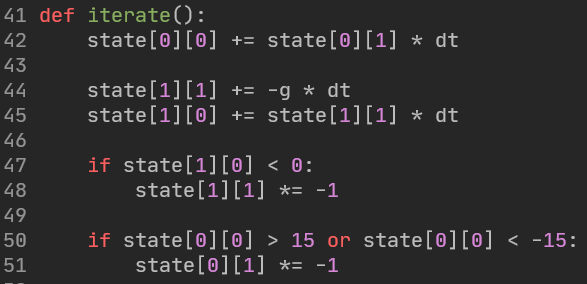 41 def iterate():
42     state[0][0] += state[0][1] * dt
43
44     state[1][1] += -g * dt
45     state[1][0] += state[1][1] * dt
46
47     if state[1][0] < 0:
48         state[1][1] *= -1
49
50     if state[0][0] > 15 or state[0][0] < -15:
51         state[0][1] *= -1